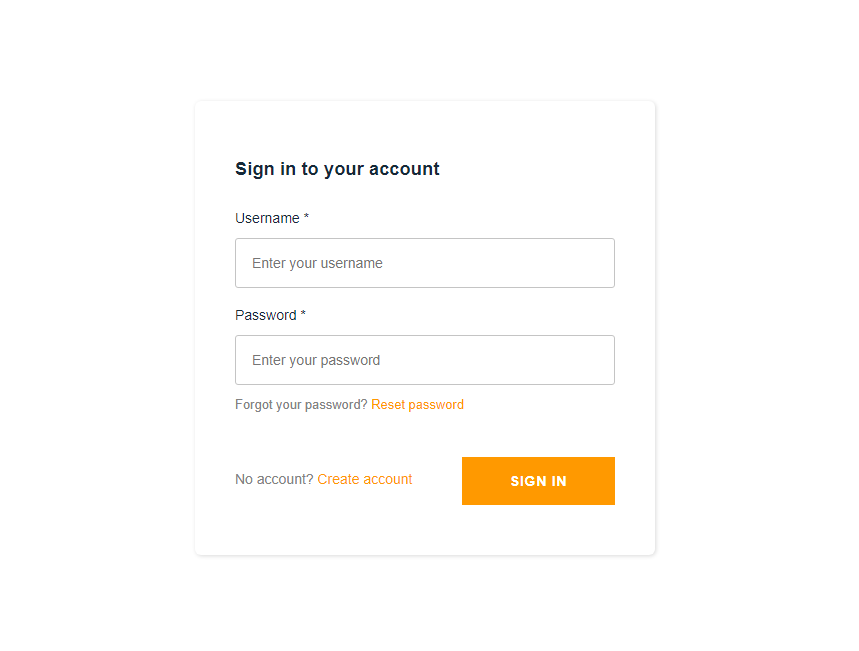 Sign in to your account
Username *
Enter your username
Password *
Enter your password
Forgot your password? Reset password
No account? Create account
SIGN IN